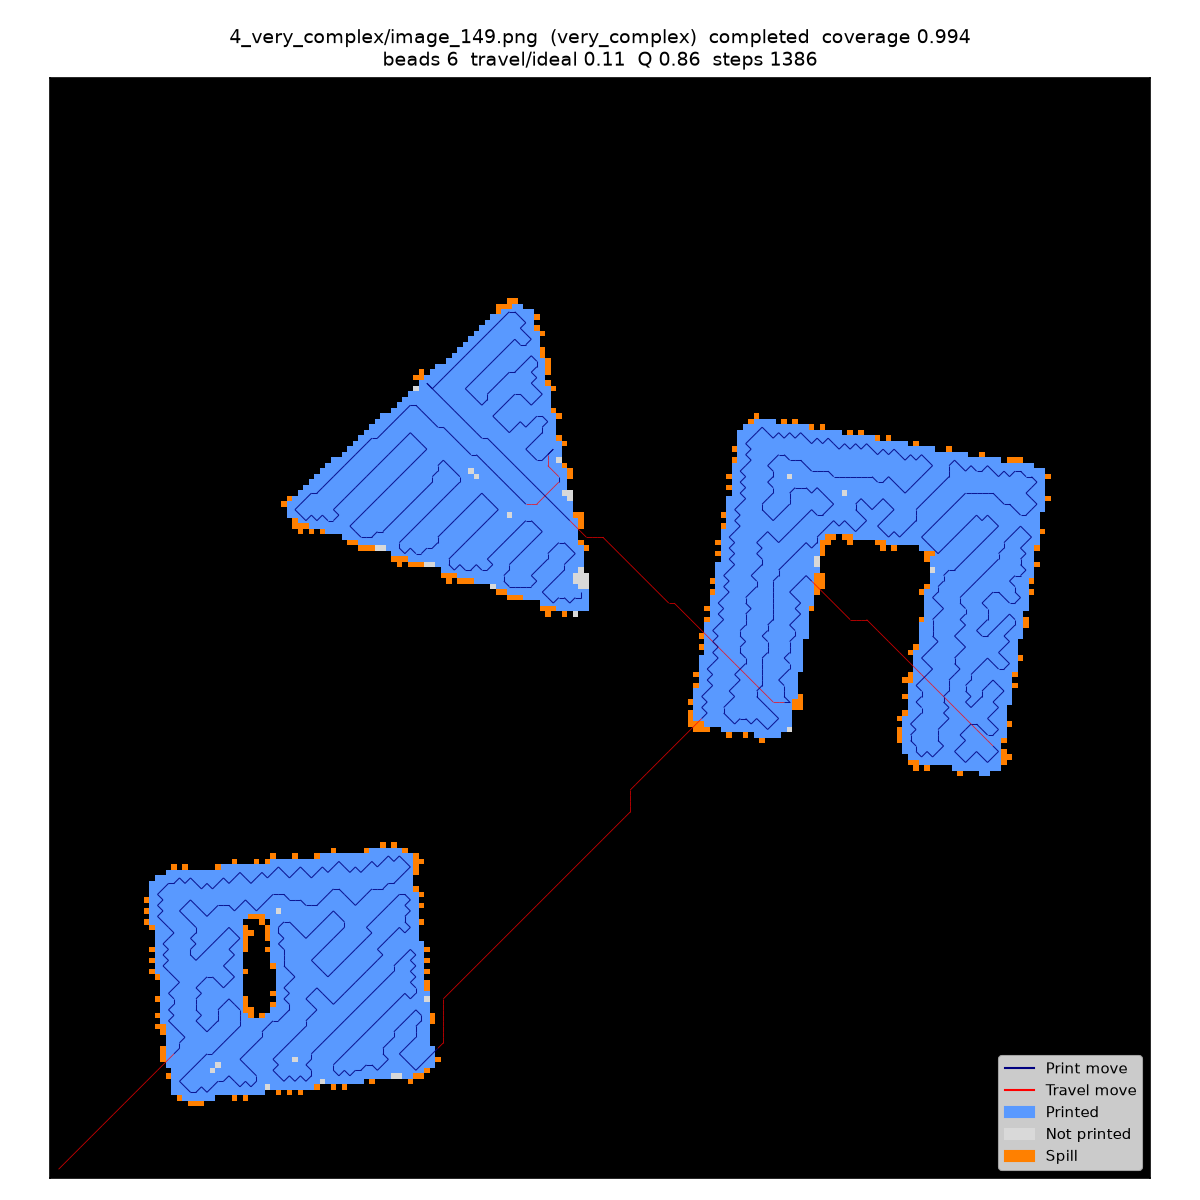 4_very_complex/image_149.png  (very_complex)  completed  coverage 0.994
beads 6  travel/ideal 0.11  Q 0.86  steps 1386
Print move
Travel move
Printed
Not printed
Spill